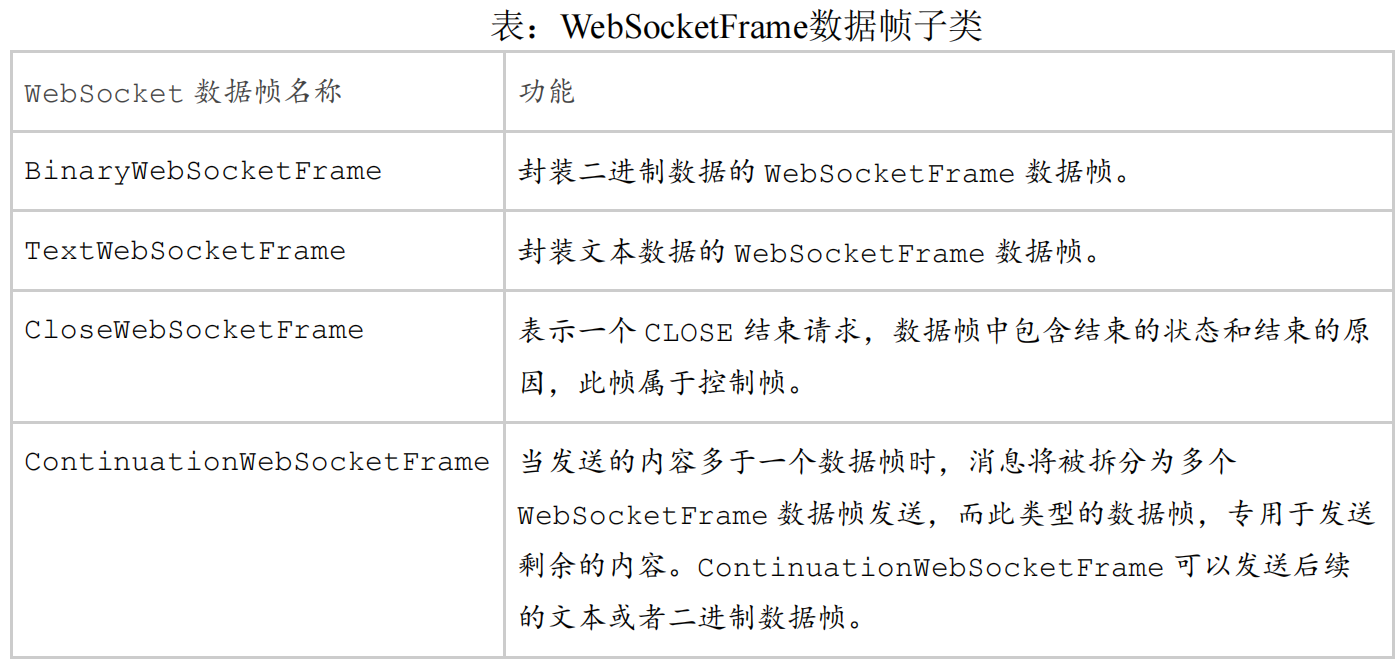 表：WebSocketFrame数据帧子类
WebSocket 数据帧名称
功能
BinaryWebSocketFrame
封装二进制数据的 WebSocketFrame 数据帧。
TextWebSocketFrame
封装文本数据的 WebSocketFrame 数据帧。
CloseWebSocketFrame
表示一个 CLOSE 结束请求，数据帧中包含结束的状态和结束的原
因，此帧属于控制帧。
ContinuationWebSocketFrame
当发送的内容多于一个数据帧时，消息将被拆分为多个
WebSocketFrame 数据帧发送，而此类型的数据帧，专用于发送
剩余的内容。ContinuationWebSocketFrame 可以发送后续
的文本或者二进制数据帧。